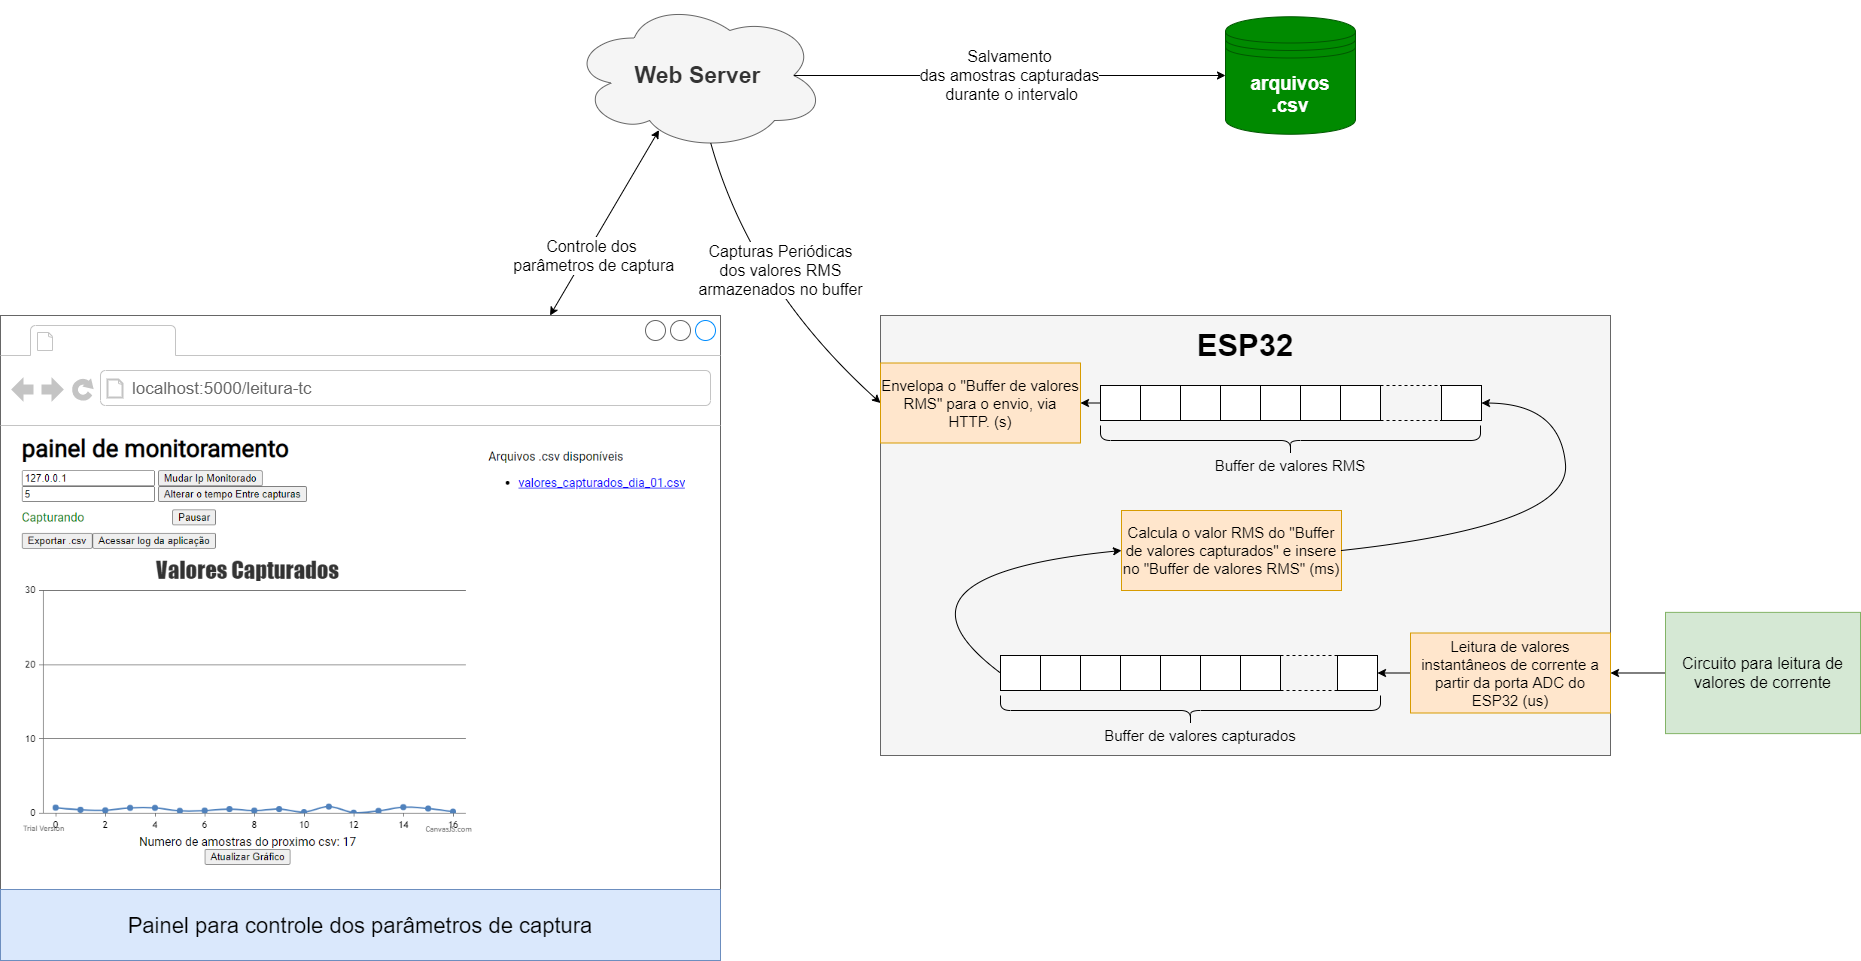 Web Server
Salvamento
das amostras capturadas
durante o intervalo
arquivos
.csv
Controle dos
parâmetros de captura
Capturas Periódicas
dos valores RMS
armazenados no buffer
localhost:5000/leitura-tc
painel de monitoramento
127.0.0.1
Mudar Ip Monitorado
5
Alterar o tempo Entre capturas
Capturando
Pausar
Exportar .csv
Acessar log da aplicação
Arquivos .csv disponíveis
• valores_capturados_dia_01.csv
Valores Capturados
30
20
10
0
0 2 4 6 8 10 12 14 16
Trial Version
CanvasJS.com
Numero de amostras do proximo csv: 17
Atualizar Gráfico
Painel para controle dos parâmetros de captura
ESP32
Envelopa o "Buffer de valores
RMS" para o envio, via
HTTP. (s)
Buffer de valores RMS
Calcula o valor RMS do "Buffer
de valores capturados" e insere
no "Buffer de valores RMS" (ms)
Leitura de valores
instantâneos de corrente a
partir da porta ADC do
ESP32 (us)
Buffer de valores capturados
Circuito para leitura de
valores de corrente